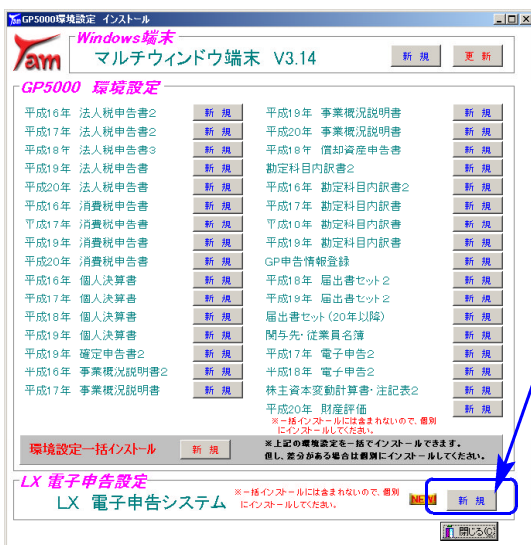 GP5000環境設定 インストール
Yam
Windows端末
マルチウィンドウ端末 V3.14
新 規
更 新
GP5000 環境設定
平成16年 法人税申告書2 新 規
平成17年 法人税申告書2 新 規
平成18年 法人税申告書3 新 規
平成19年 法人税申告書 新 規
平成20年 法人税申告書 新 規
平成16年 消費税申告書 新 規
平成17年 消費税申告書 新 規
平成19年 消費税申告書 新 規
平成20年 消費税申告書 新 規
平成16年 個人決算書 新 規
平成17年 個人決算書 新 規
平成18年 個人決算書 新 規
平成19年 個人決算書 新 規
平成19年 確定申告書2 新 規
平成16年 事業概況説明書2 新 規
平成17年 事業概況説明書 新 規
平成19年 事業概況説明書 新 規
平成20年 事業概況説明書 新 規
平成18年 償却資産申告書 新 規
勘定科目内訳書2 新 規
平成16年 勘定科目内訳書2 新 規
平成17年 勘定科目内訳書 新 規
勘定科目内訳書 新 規
平成19年 勘定科目内訳書 新 規
GP申告情報登録 新 規
平成18年 届出書セット2 新 規
平成19年 届出書セット2 新 規
届出書セット(20年以降) 新 規
関与先・従業員名簿 新 規
平成17年 電子申告2 新 規
平成18年 電子申告2 新 規
株主資本変動計算書・注記表2 新 規
平成20年 財産評価 新 規
※一括インストールには含まれないので、個別
にインストールしてください。
環境設定一括インストール 新 規
※上記の環境設定を一括でインストールできます。
但し、差分がある場合は個別にインストールしてください。
LX 電子申告設定
LX 電子申告システム
※一括インストールには含まれないので、個別
にインストールしてください。
NEW
新 規
閉じる(C)